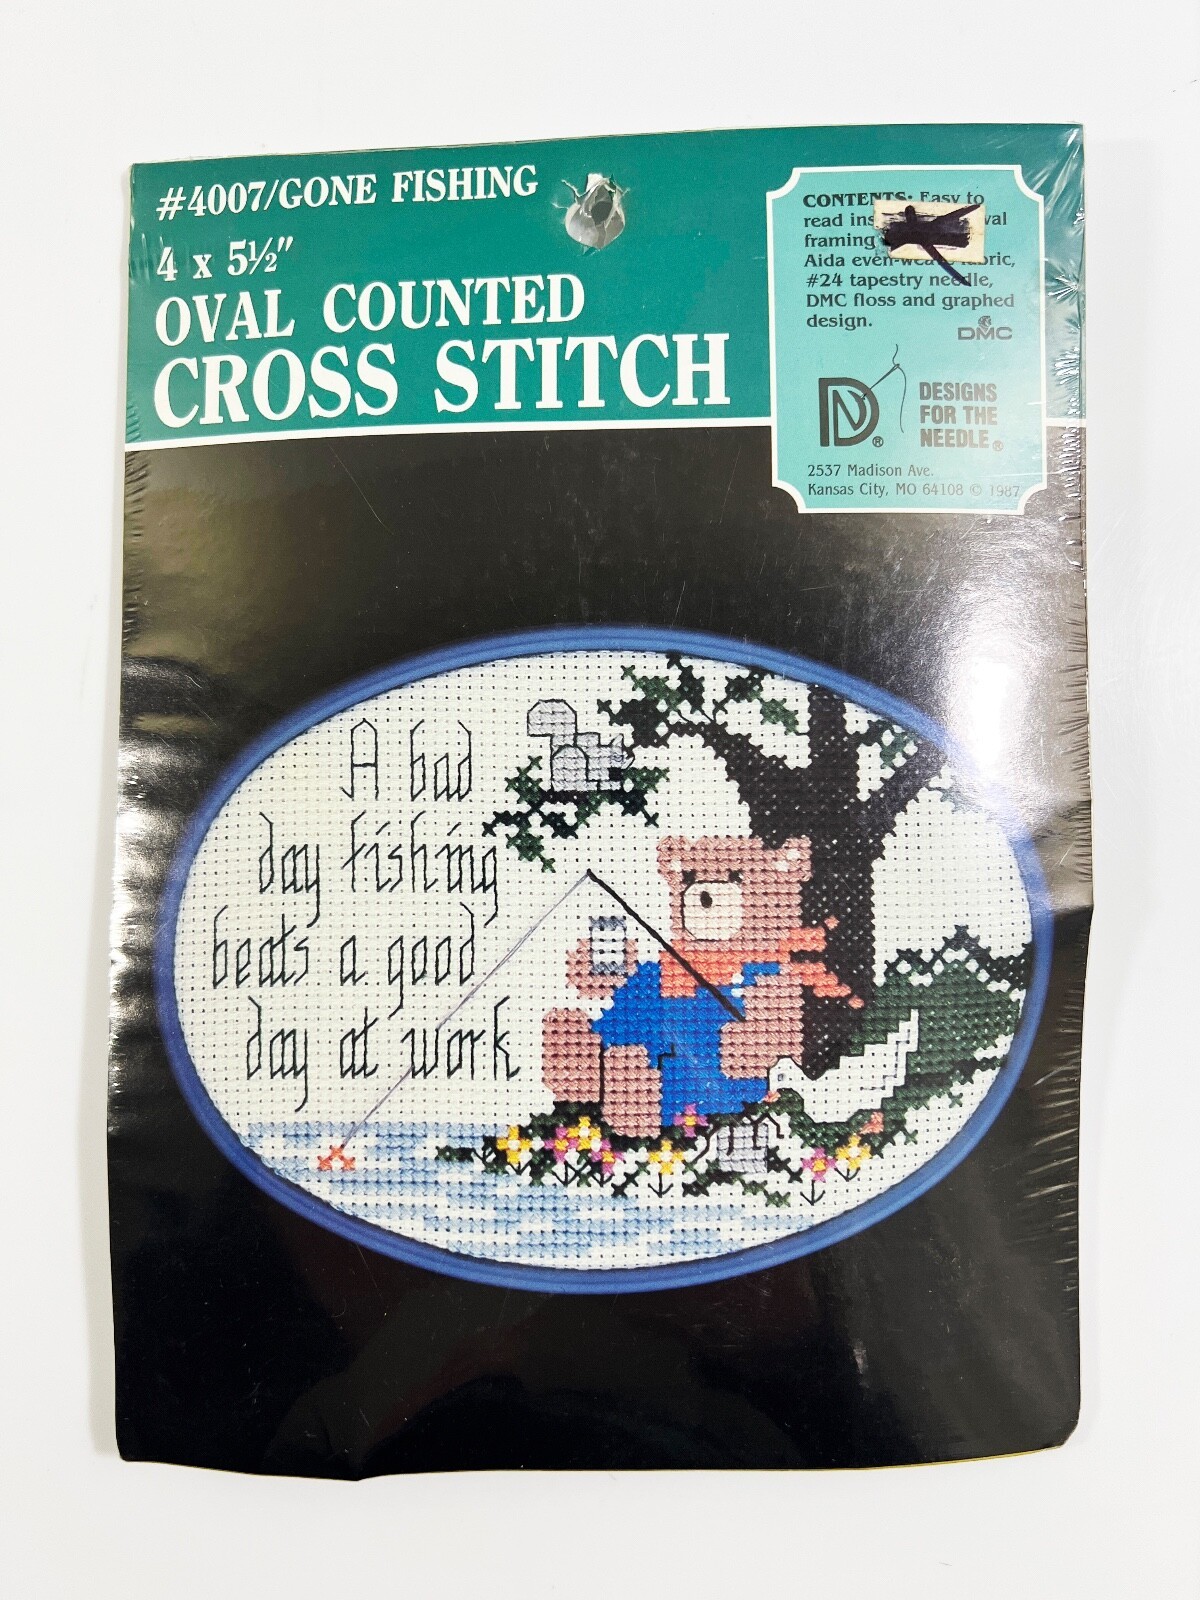 #4007/GONE FISHING
4 x 5½"
OVAL COUNTED
CROSS STITCH
CONTENTS: Easy to
read
framing
Aida even-weave fabric,
#24 tapestry needle,
DMC floss and graphed
design.
DMC
DN®
DESIGNS
FOR THE
NEEDLE®
2537 Madison Ave.
Kansas City, MO 64108 © 1987
A bad
day fishing
beats a good
day at work